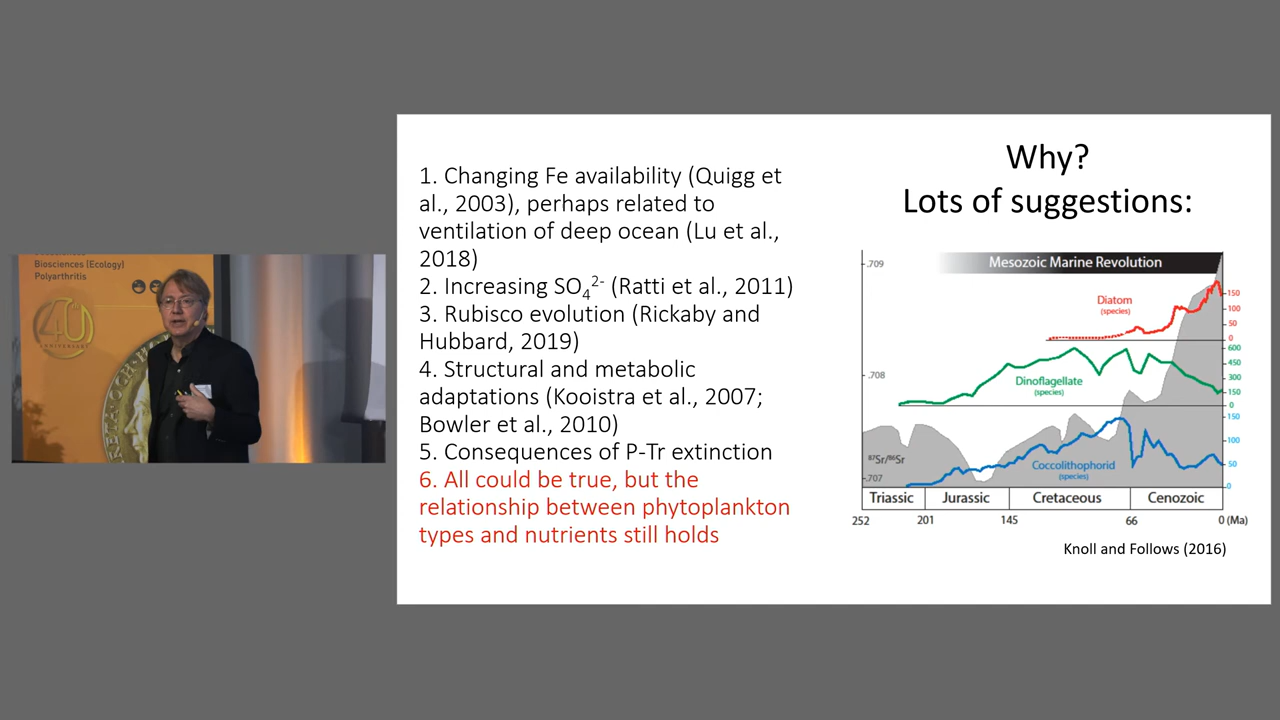 Biosciences (Ecology)
Polyarthritis
40
ANNIVERSARY
1. Changing Fe availability (Quigg et
al., 2003), perhaps related to
ventilation of deep ocean (Lu et al.,
2018)
2. Increasing SO₄²⁻ (Ratti et al., 2011)
3. Rubisco evolution (Rickaby and
Hubbard, 2019)
4. Structural and metabolic
adaptations (Kooistra et al., 2007;
Bowler et al., 2010)
5. Consequences of P-Tr extinction
6. All could be true, but the
relationship between phytoplankton
types and nutrients still holds
Why?
Lots of suggestions:
.709
Mesozoic Marine Revolution
Diatom
(species)
150
100
50
0
.708
Dinoflagellate
(species)
600
450
300
150
0
⁸⁷Sr/⁸⁶Sr
.707
Coccolithophorid
(species)
150
100
50
0
Triassic Jurassic Cretaceous Cenozoic
252 201 145 66 0 (Ma)
Knoll and Follows (2016)